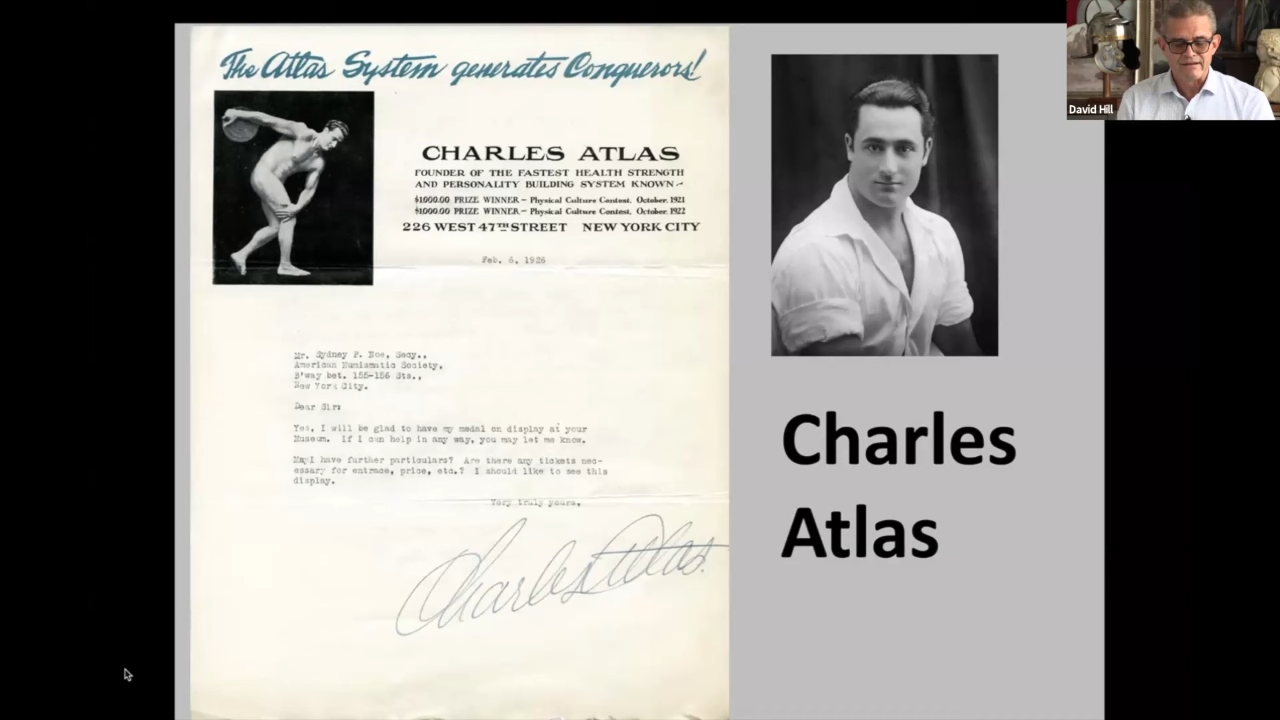 The Atlas System generates Conquerors!
CHARLES ATLAS
FOUNDER OF THE FASTEST HEALTH STRENGTH
AND PERSONALITY BUILDING SYSTEM KNOWN
$1000.00 PRIZE WINNER – Physical Culture Contest, October, 1921
$1000.00 PRIZE WINNER – Physical Culture Contest, October, 1922
226 WEST 47TH STREET NEW YORK CITY
Feb. 6, 1926
Mr. Sydney P. Noe, Secy.,
American Numismatic Society,
B'way bet. 155-156 Sts.,
New York City.
Dear Sir:
Yes, I will be glad to have my medal on display at your
Museum. If I can help in any way, you may let me know.
May I have further particulars? Are there any tickets nec-
essary for entrace, price, etc.? I should like to see this
display.
Very truly yours,
Charles Atlas.
Charles
Atlas
David Hill